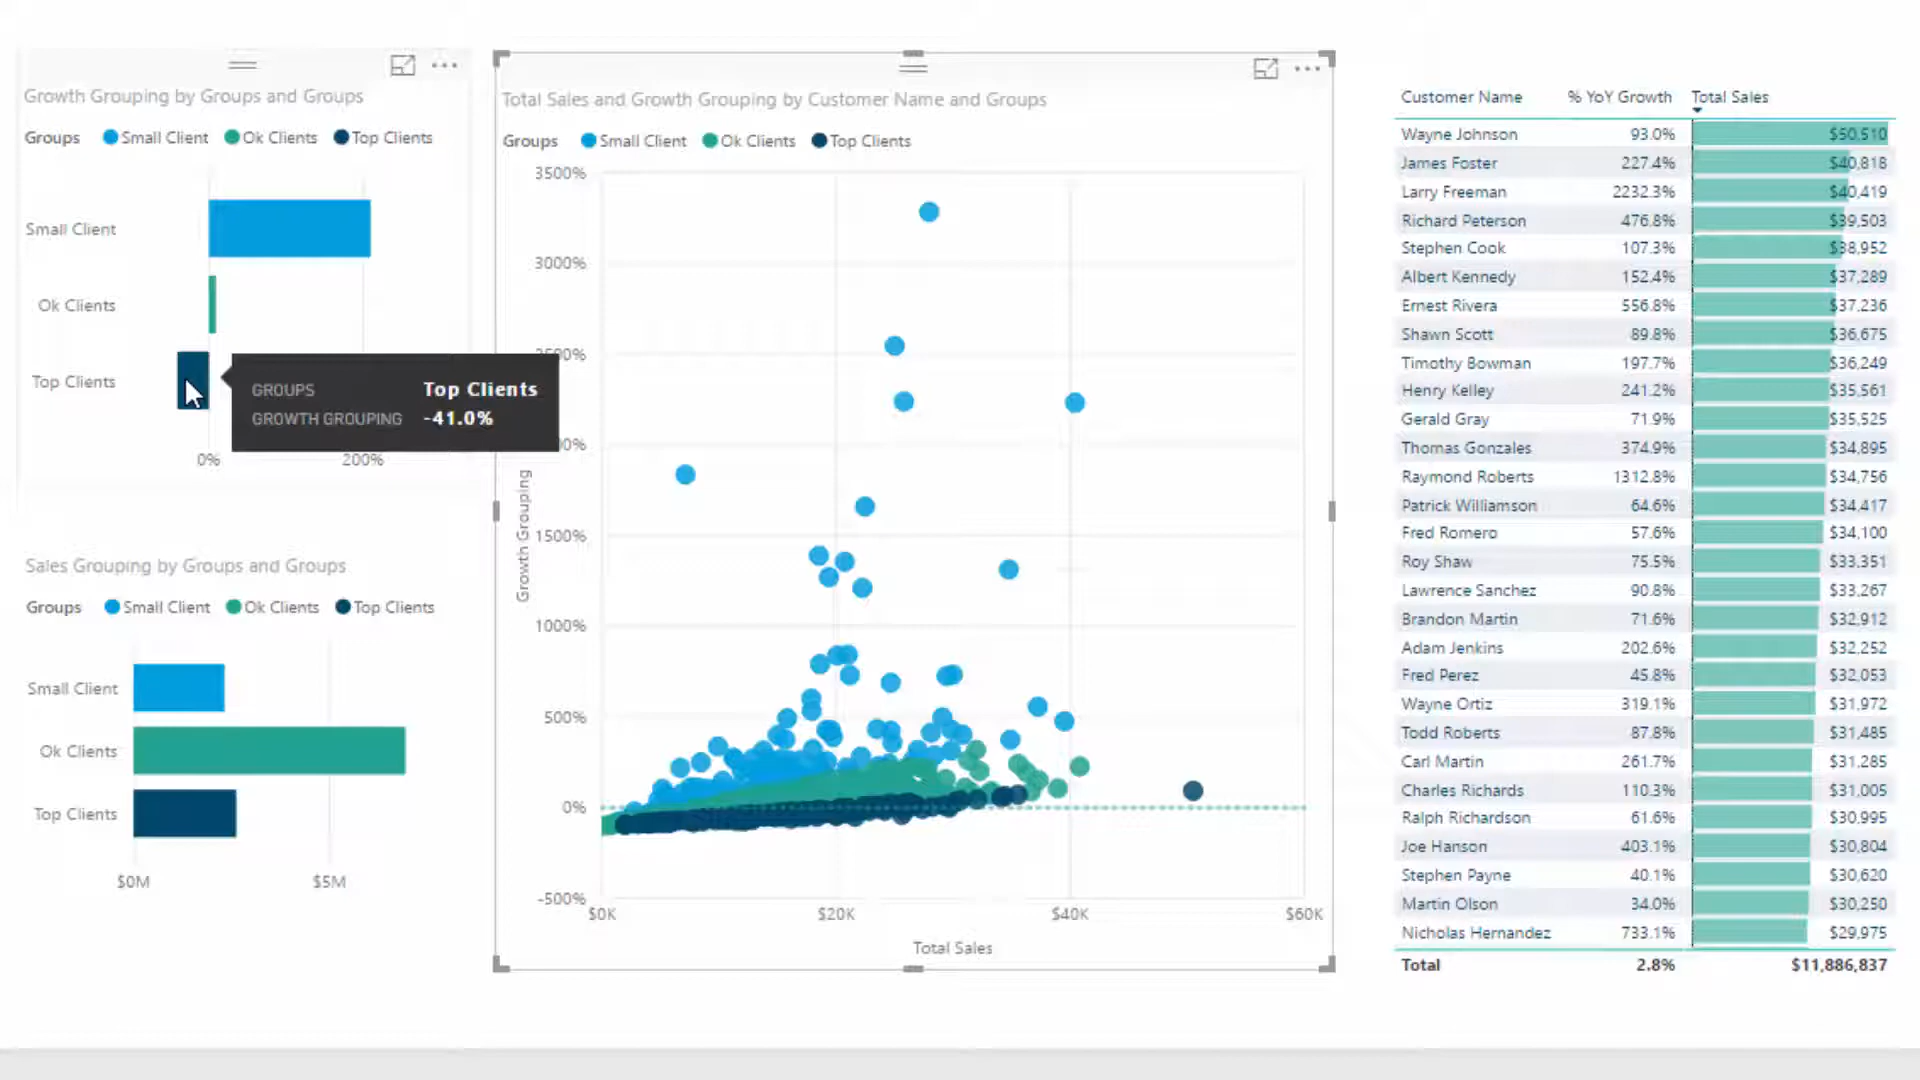 Growth Grouping by Groups and Groups
Groups Small Client Ok Clients Top Clients
Small Client
Ok Clients
Top Clients
0% 200%
GROUPS Top Clients
GROWTH GROUPING -41.0%
Sales Grouping by Groups and Groups
Groups Small Client Ok Clients Top Clients
Small Client
Ok Clients
Top Clients
$0M $5M
Total Sales and Growth Grouping by Customer Name and Groups
Groups Small Client Ok Clients Top Clients
Growth Grouping
3500%
3000%
1500%
1000%
500%
0%
-500%
$0K $20K $40K $60K
Total Sales
Customer Name % YoY Growth Total Sales
Wayne Johnson 93.0% $50,510
James Foster 227.4% $40,818
Larry Freeman 2232.3% $40,419
Richard Peterson 476.8% $39,503
Stephen Cook 107.3% $38,952
Albert Kennedy 152.4% $37,289
Ernest Rivera 556.8% $37,236
Shawn Scott 89.8% $36,675
Timothy Bowman 197.7% $36,249
Henry Kelley 241.2% $35,561
Gerald Gray 71.9% $35,525
Thomas Gonzales 374.9% $34,895
Raymond Roberts 1312.8% $34,756
Patrick Williamson 64.6% $34,417
Fred Romero 57.6% $34,100
Roy Shaw 75.5% $33,351
Lawrence Sanchez 90.8% $33,267
Brandon Martin 71.6% $32,912
Adam Jenkins 202.6% $32,252
Fred Perez 45.8% $32,053
Wayne Ortiz 319.1% $31,972
Todd Roberts 87.8% $31,485
Carl Martin 261.7% $31,285
Charles Richards 110.3% $31,005
Ralph Richardson 61.6% $30,995
Joe Hanson 403.1% $30,804
Stephen Payne 40.1% $30,620
Martin Olson 34.0% $30,250
Nicholas Hernandez 733.1% $29,975
Total 2.8% $11,886,837